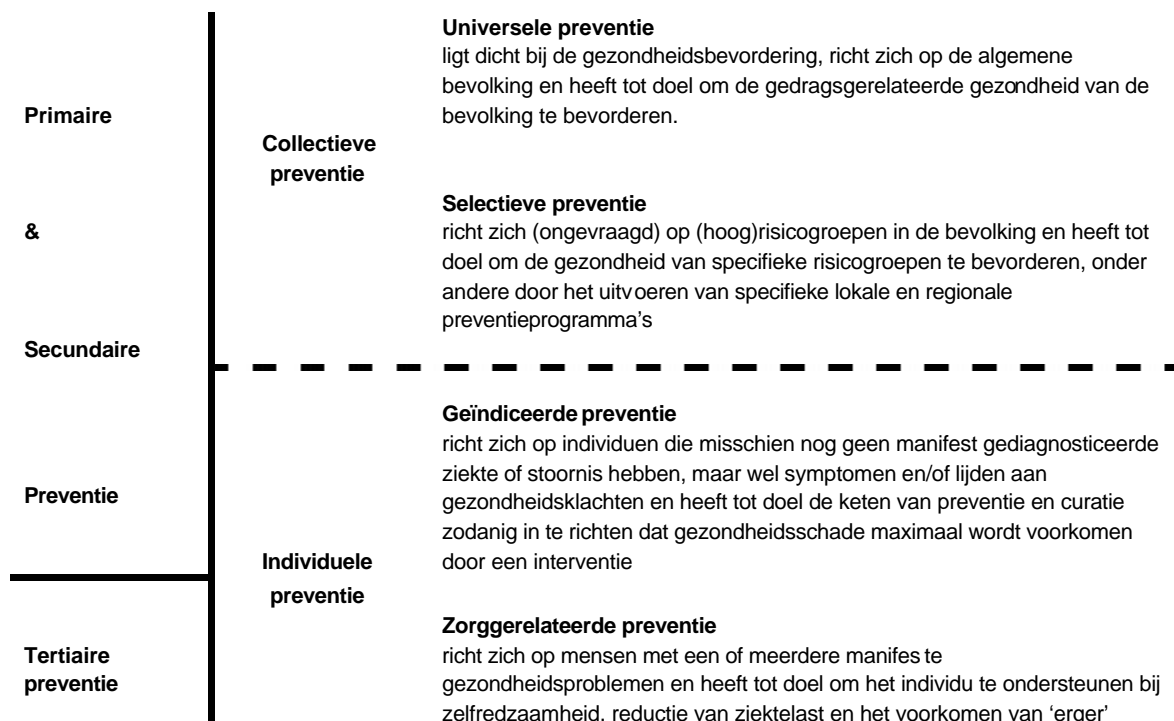 Universele preventie
ligt dicht bij de gezondheidsbevordering, richt zich op de algemene
bevolking en heeft tot doel om de gedragsgerelateerde gezondheid van de
bevolking te bevorderen.
Primaire
Collectieve
preventie
Selectieve preventie
&
richt zich (ongevraagd) op (hoog)risicogroepen in de bevolking en heeft tot
doel om de gezondheid van specifieke risicogroepen te bevorderen, onder
andere door het uitvoeren van specifieke lokale en regionale
preventieprogramma's
Secundaire
Geïndiceerde preventie
richt zich op individuen die misschien nog geen manifest gediagnosticeerde
ziekte of stoornis hebben, maar wel symptomen en/of lijden aan
Preventie
gezondheidsklachten en heeft tot doel de keten van preventie en curatie
zodanig in te richten dat gezondheidsschade maximaal wordt voorkomen
door een interventie
Individuele
preventie
Zorggerelateerde preventie
Tertiaire
preventie
richt zich op mensen met een of meerdere manifeste
gezondheidsproblemen en heeft tot doel om het individu te ondersteunen bij
zelfredzaamheid, reductie van ziektelast en het voorkomen van 'erger'